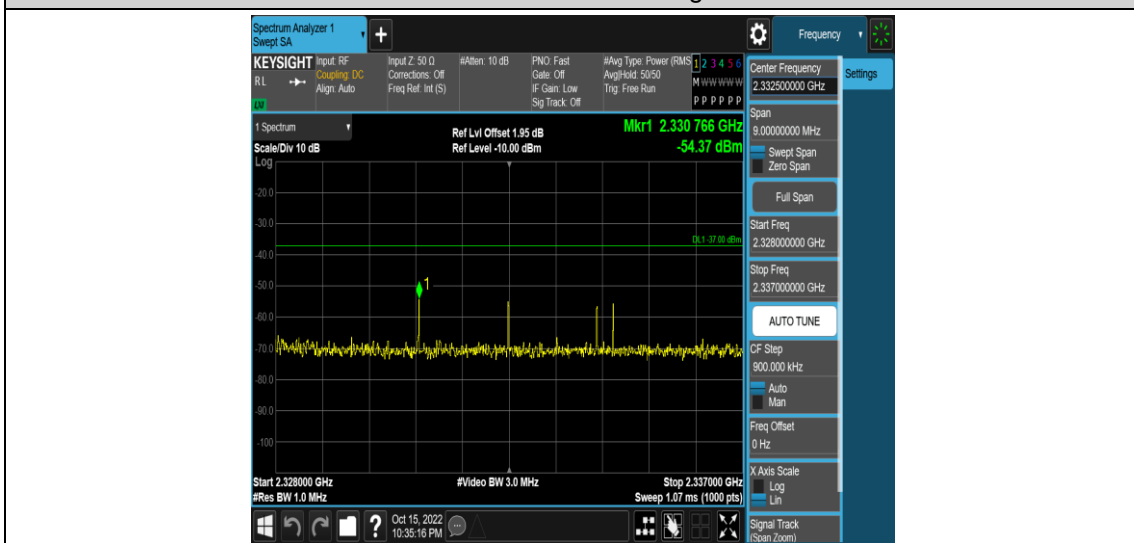 Spectrum Analyzer 1
Swept SA
+
Frequency
KEYSIGHT
RL
LXI
Input: RF
Coupling: DC
Align: Auto
Input Z: 50 Ω
Corrections: Off
Freq Ref: Int (S)
#Atten: 10 dB
PNO: Fast
Gate: Off
IF Gain: Low
Sig Track: Off
#Avg Type: Power (RMS
Avg|Hold: 50/50
Trig: Free Run
1 2 3 4 5 6
M W W W W W
P P P P P P
1 Spectrum
Scale/Div 10 dB
Log
Ref Lvl Offset 1.95 dB
Ref Level -10.00 dBm
Mkr1 2.330 766 GHz
-54.37 dBm
-20.0
-30.0
DL1 -37.00 dBm
-40.0
-50.0
1
-60.0
-70.0
-80.0
-90.0
-100
Start 2.328000 GHz
#Res BW 1.0 MHz
#Video BW 3.0 MHz
Stop 2.337000 GHz
Sweep 1.07 ms (1000 pts)
?
Oct 15, 2022
10:35:16 PM
Center Frequency
2.332500000 GHz
Settings
Span
9.00000000 MHz
Swept Span
Zero Span
Full Span
Start Freq
2.328000000 GHz
Stop Freq
2.337000000 GHz
AUTO TUNE
CF Step
900.000 kHz
Auto
Man
Freq Offset
0 Hz
X Axis Scale
Log
Lin
Signal Track
(Span Zoom)